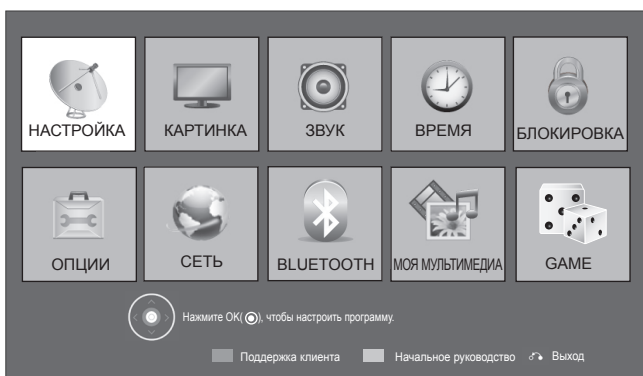 НАСТРОЙКА КАРТИНКА ЗВУК ВРЕМЯ БЛОКИРОВКА
ОПЦИИ СЕТЬ BLUETOOTH МОЯ МУЛЬТИМЕДИА GAME
Нажмите OK(◉), чтобы настроить программу.
Поддержка клиента Начальное руководство Выход